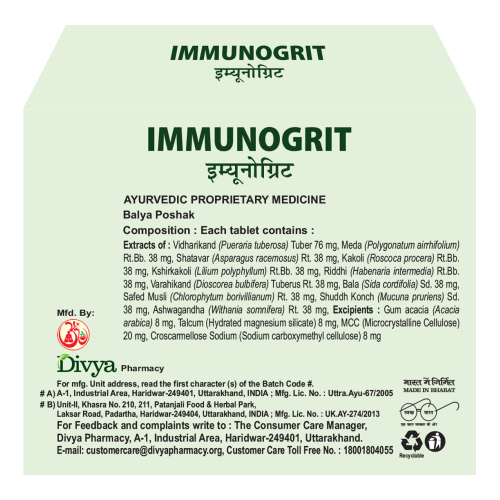 IMMUNOGRIT
इम्यूनोग्रिट
IMMUNOGRIT
इम्यूनोग्रिट
AYURVEDIC PROPRIETARY MEDICINE
Balya Poshak
Composition : Each tablet contains :
Extracts of : Vidharikand (Pueraria tuberosa) Tuber 76 mg, Meda (Polygonatum airrhifolium)
Rt.Bb. 38 mg, Shatavar (Asparagus racemosus) Rt. 38 mg, Kakoli (Roscoca procera) Rt.Bb.
38 mg, Kshirkakoli (Lilium polyphyllum) Rt.Bb. 38 mg, Riddhi (Habenaria intermedia) Rt.Bb.
38 mg, Varahikand (Dioscorea bulbifera) Tuberus Rt. 38 mg, Bala (Sida cordifolia) Sd. 38 mg,
Safed Musli (Chlorophytum borivillianum) Rt. 38 mg, Shuddh Konch (Mucuna pruriens) Sd.
38 mg, Ashwagandha (Withania somnifera) Rt. 38 mg, Excipients : Gum acacia (Acacia
arabica) 8 mg, Talcum (Hydrated magnesium silicate) 8 mg, MCC (Microcrystalline Cellulose)
20 mg, Croscarmellose Sodium (Sodium carboxymethyl cellulose) 8 mg
Mfd. By:
Divya Pharmacy
For mfg. Unit address, read the first character (s) of the Batch Code #.
# A) A-1, Industrial Area, Haridwar-249401, Uttarakhand, INDIA ; Mfg. Lic. No. : Uttra.Ayu-67/2005
# B) Unit-II, Khasra No. 210, 211, Patanjali Food & Herbal Park,
Laksar Road, Padartha, Haridwar-249404, Uttarakhand, INDIA ; Mfg. Lic. No. : UK.AY-274/2013
For Feedback and complaints write to : The Consumer Care Manager,
Divya Pharmacy, A-1, Industrial Area, Haridwar-249401, Uttarakhand.
E-mail: customercare@divyapharmacy.org, Customer Care Toll Free No. : 18001804055
भारत में निर्मित
MADE IN BHARAT
स्वच्छ भारत
एक कदम स्वच्छता की ओर
Recyclable